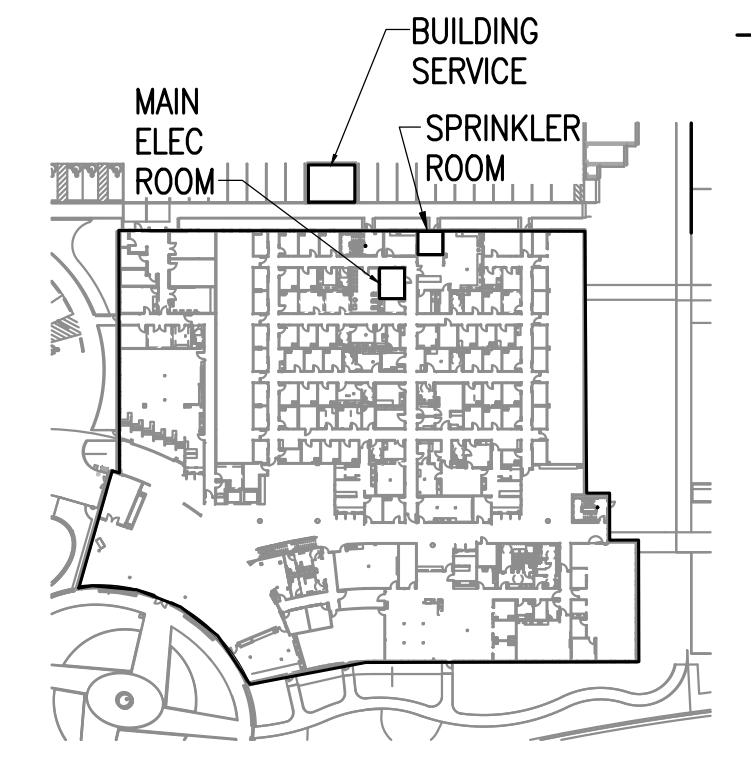 BUILDING
SERVICE
MAIN
ELEC
ROOM
SPRINKLER
ROOM